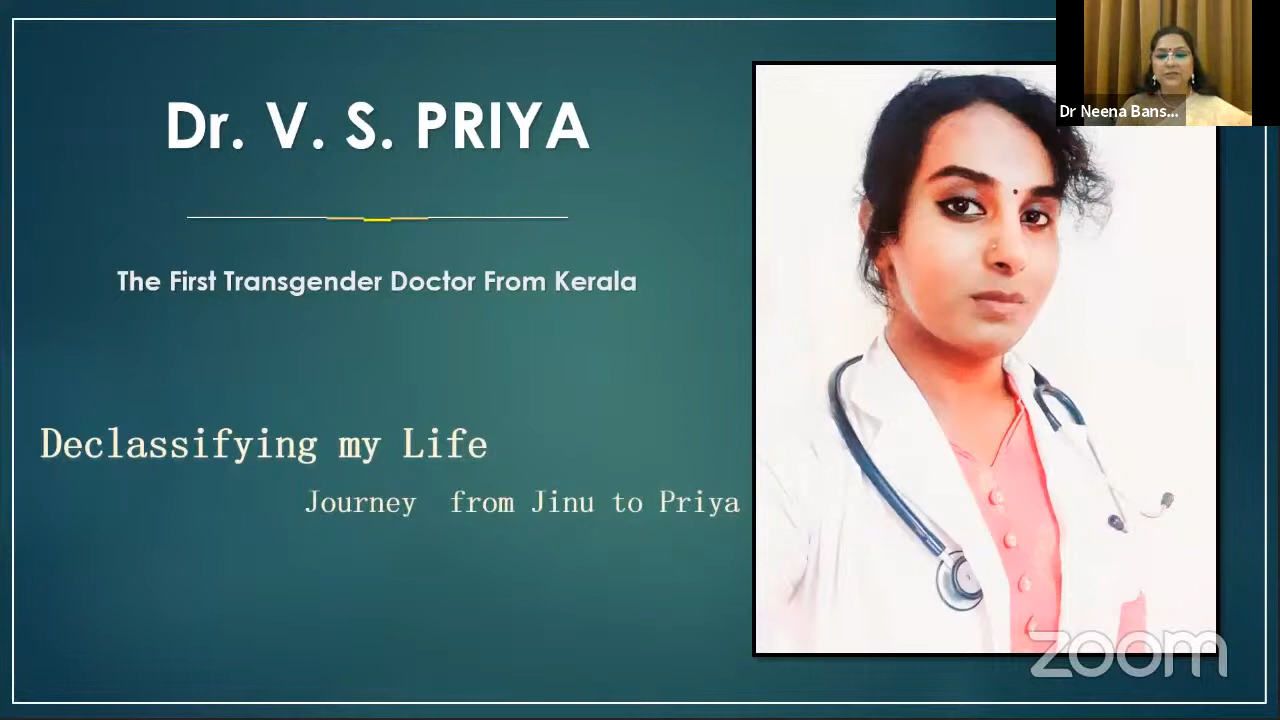 Dr. V. S. PRIYA
The First Transgender Doctor From Kerala
Declassifying my Life
Journey from Jinu to Priya
Dr Neena Bans...
zoom